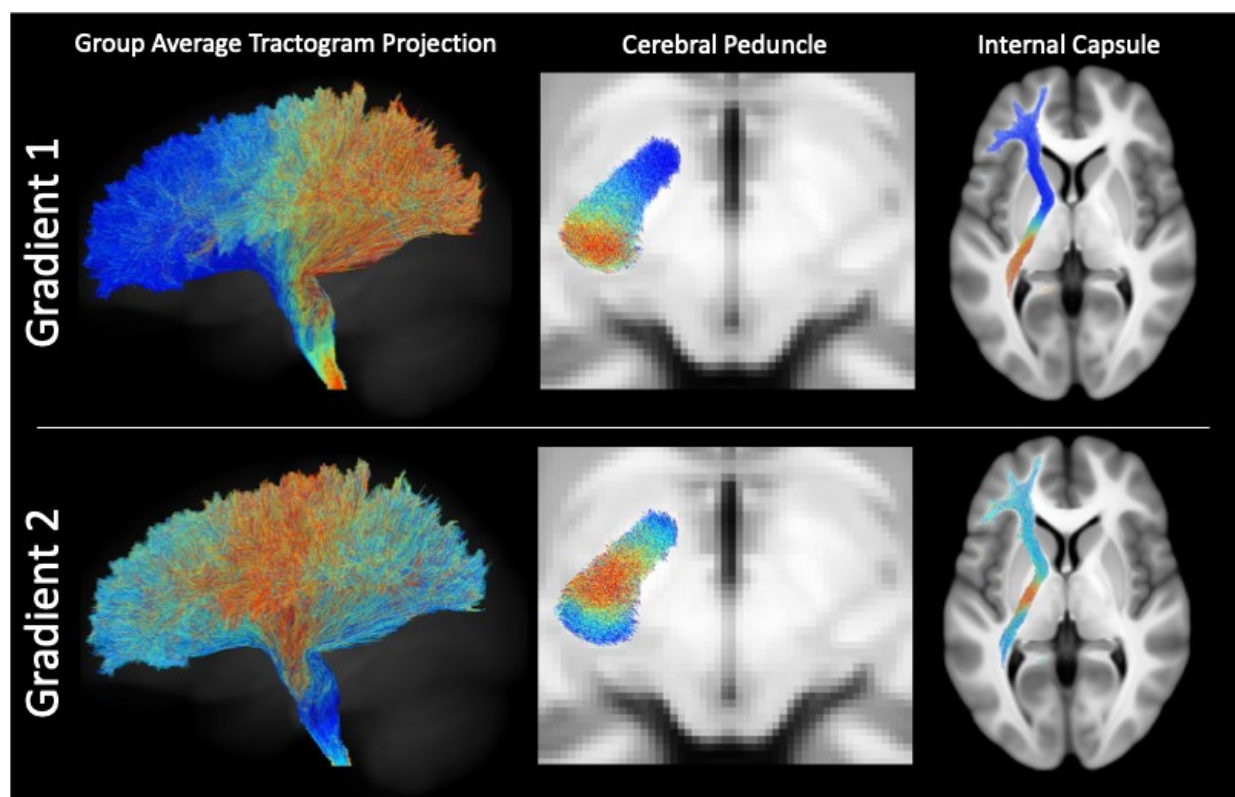 Group Average Tractogram Projection
Cerebral Peduncle
Internal Capsule
Gradient 1
Gradient 2